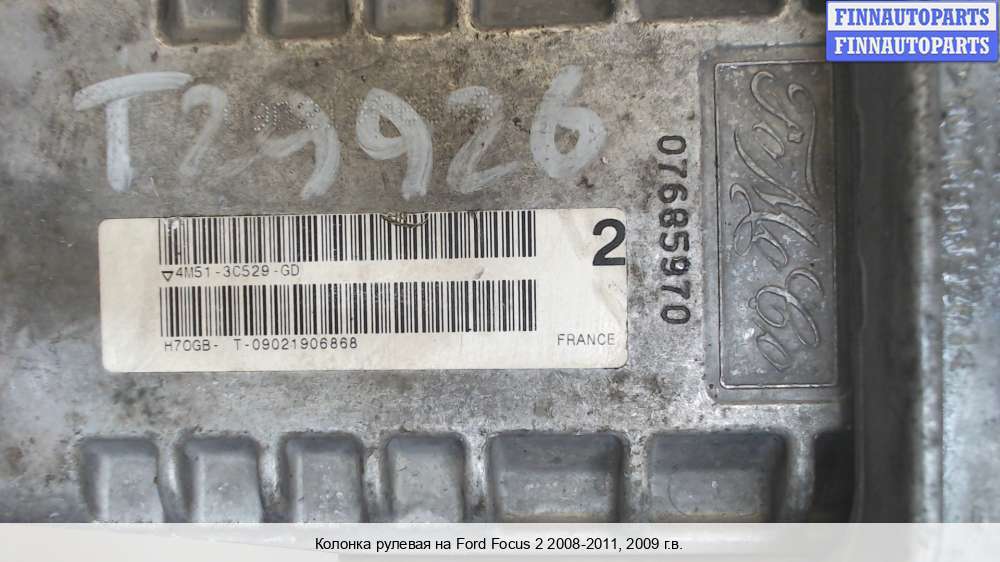 FINNAUTOPARTS
FINNAUTOPARTS
T29926
07685970
FoMoCo
2
4M51-3C529-GD
H70GB- T-09021906868
FRANCE
Колонка рулевая на Ford Focus 2 2008-2011, 2009 г.в.